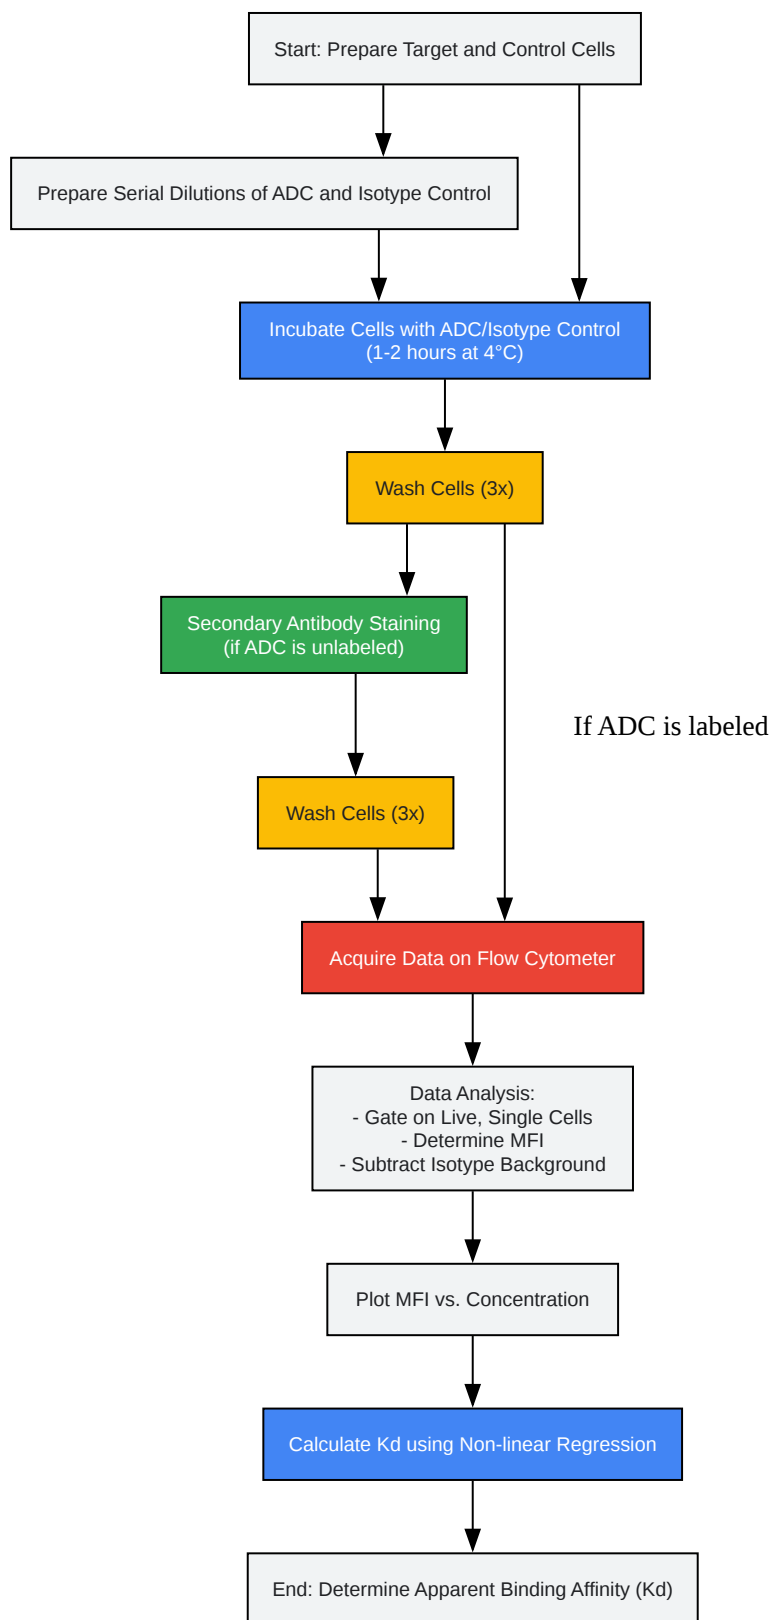 Start: Prepare Target and Control Cells
Prepare Serial Dilutions of ADC and Isotype Control
Incubate Cells with ADC/Isotype Control
(1-2 hours at 4°C)
Wash Cells (3x)
Secondary Antibody Staining
(if ADC is unlabeled)
If ADC is labeled
Wash Cells (3x)
Acquire Data on Flow Cytometer
Data Analysis:
- Gate on Live, Single Cells
- Determine MFI
- Subtract Isotype Background
Plot MFI vs. Concentration
Calculate Kd using Non-linear Regression
End: Determine Apparent Binding Affinity (Kd)